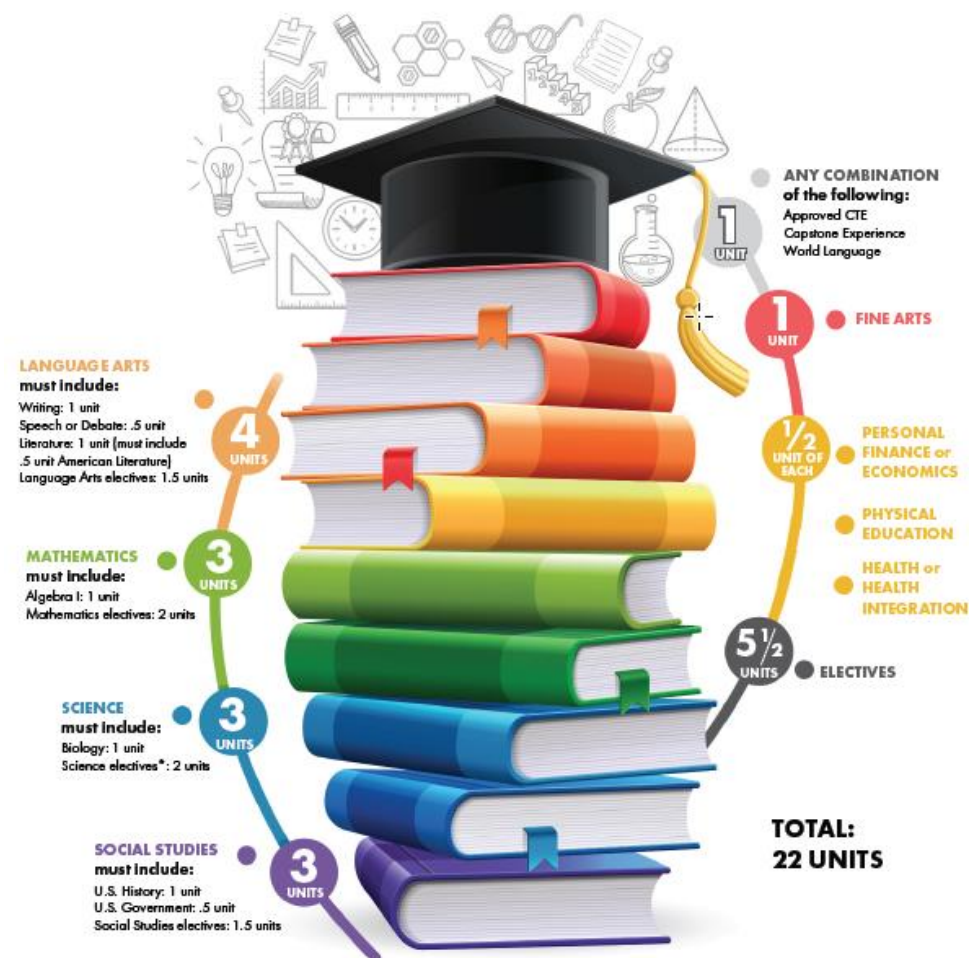 ANY COMBINATION
of the following:
Approved CTE
Capstone Experience
World Language
1
UNIT
1
UNIT
FINE ARTS
1/2
UNIT OF
EACH
PERSONAL
FINANCE or
ECONOMICS
PHYSICAL
EDUCATION
HEALTH or
HEALTH
INTEGRATION
5 1/2
UNITS
ELECTIVES
LANGUAGE ARTS
must include:
Writing: 1 unit
Speech or Debate: .5 unit
Literature: 1 unit (must include
.5 unit American Literature)
Language Arts electives: 1.5 units
4
UNITS
MATHEMATICS
must include:
Algebra I: 1 unit
Mathematics electives: 2 units
3
UNITS
SCIENCE
must include:
Biology: 1 unit
Science electives*: 2 units
3
UNITS
SOCIAL STUDIES
must include:
U.S. History: 1 unit
U.S. Government: .5 unit
Social Studies electives: 1.5 units
3
UNITS
TOTAL:
22 UNITS